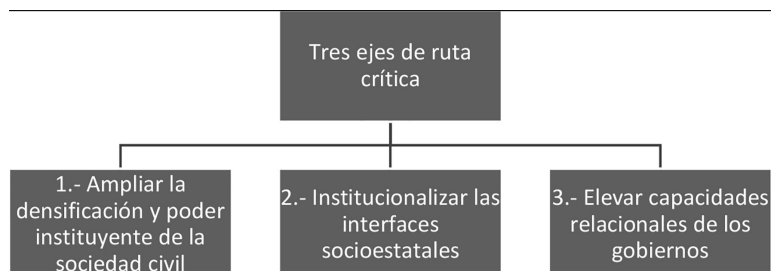 Tres ejes de ruta
crítica
1.- Ampliar la
densificación y poder
instituyente de la
sociedad civil
2.- Institucionalizar las
interfaces
socioestatales
3.- Elevar capacidades
relacionales de los
gobiernos